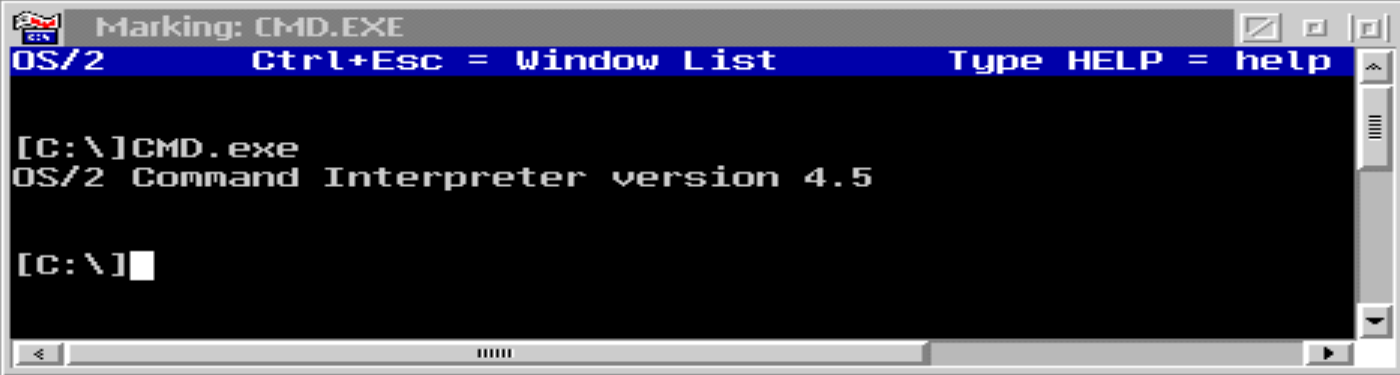 Marking: CMD.EXE
OS/2 Ctrl+Esc = Window List Type HELP = help
[C:\]CMD.exe
OS/2 Command Interpreter version 4.5
[C:\]